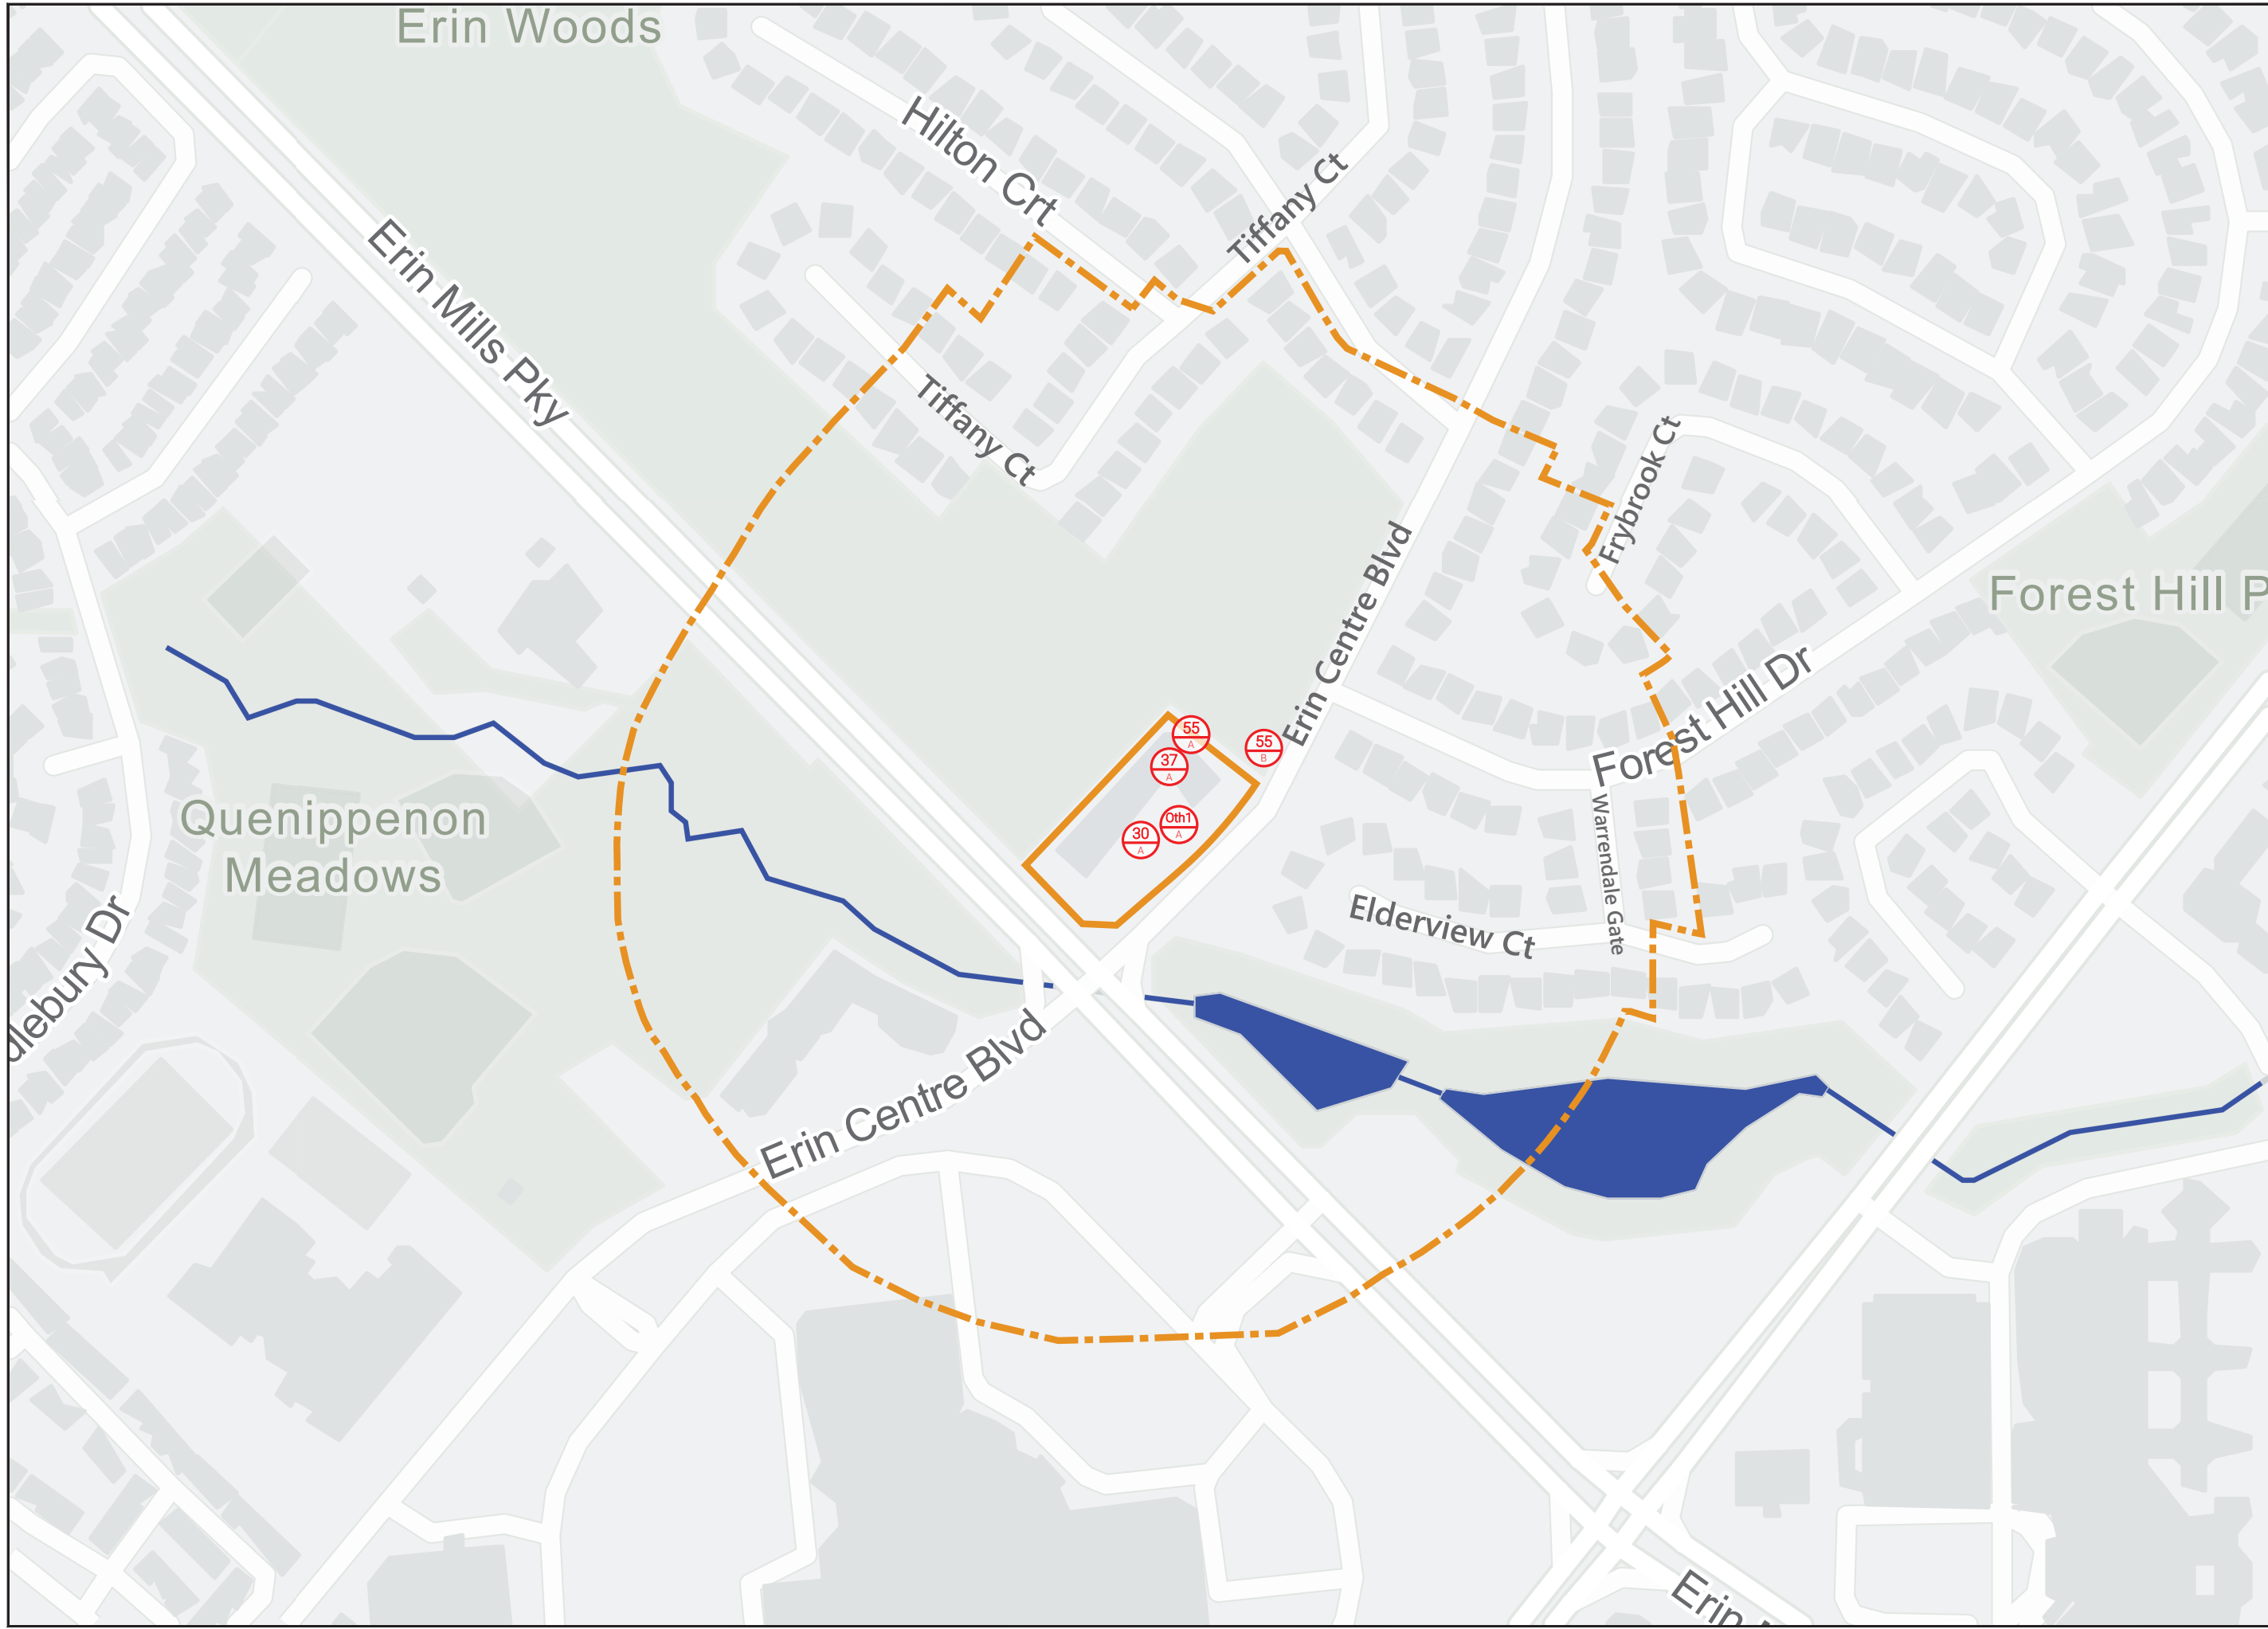 Erin Woods
Hilton Crt
Tiffany Ct
Erin Mills Pky
Tiffany Ct
Frybrook Ct
Erin Centre Blvd
Forest Hill P
Forest Hill Dr
55
A
55
B
37
A
Oth1
A
30
A
Quenippenon
Meadows
Warrendale Gate
Elderview Ct
dlebury Dr
Erin Centre Blvd
Erin